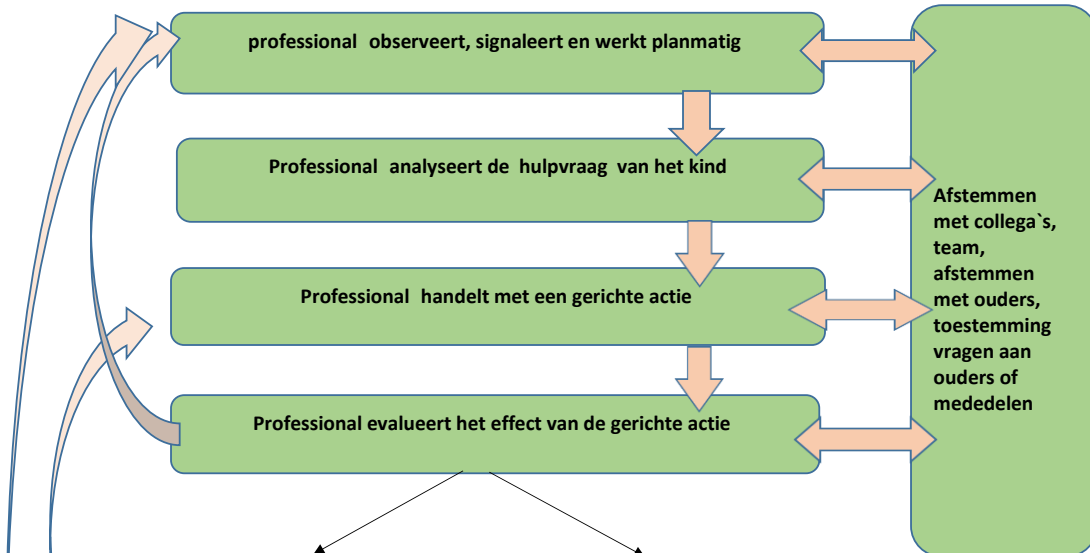 professional observeert, signaleert en werkt planmatig
Professional analyseert de hulpvraag van het kind
Professional handelt met een gerichte actie
Professional evalueert het effect van de gerichte actie
Afstemmen
met collega`s,
team,
afstemmen
met ouders,
toestemming
vragen aan
ouders of
mededelen